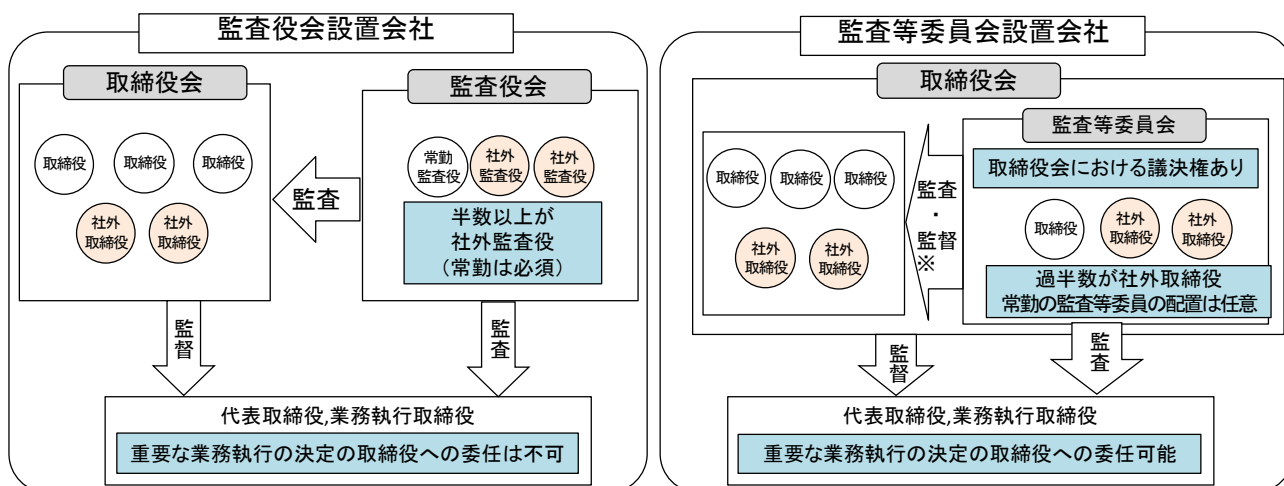 監査役会設置会社
取締役会
取締役
取締役
取締役
社外
取締役
社外
取締役
監査
監査役会
常勤
監査役
社外
監査役
社外
監査役
半数以上が
社外監査役
（常勤は必須）
監督
監査
代表取締役,業務執行取締役
重要な業務執行の決定の取締役への委任は不可
監査等委員会設置会社
取締役会
取締役
取締役
取締役
社外
取締役
社外
取締役
監査・監督※
監査等委員会
取締役会における議決権あり
取締役
社外
取締役
社外
取締役
過半数が社外取締役
常勤の監査等委員の配置は任意
監督
監査
代表取締役,業務執行取締役
重要な業務執行の決定の取締役への委任可能